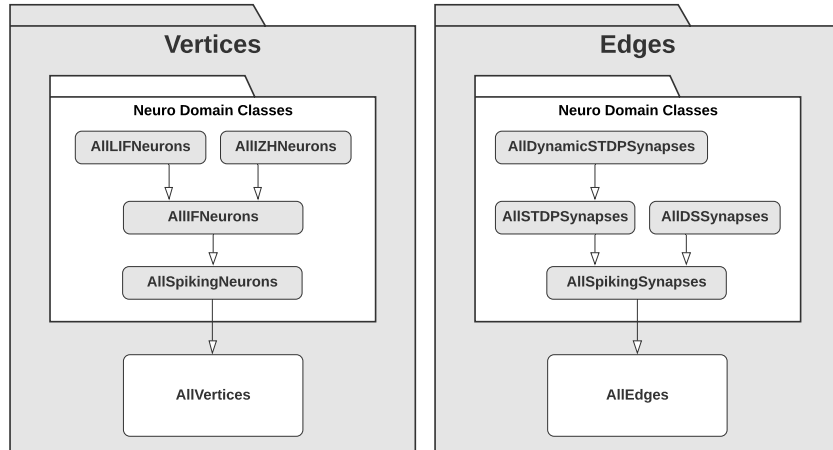 Vertices
Neuro Domain Classes
AllLIFNeurons
AllIZHNeurons
AllIFNeurons
AllSpikingNeurons
AllVertices
Edges
Neuro Domain Classes
AllDynamicSTDPSynapses
AllSTDPSynapses
AllDSSynapses
AllSpikingSynapses
AllEdges